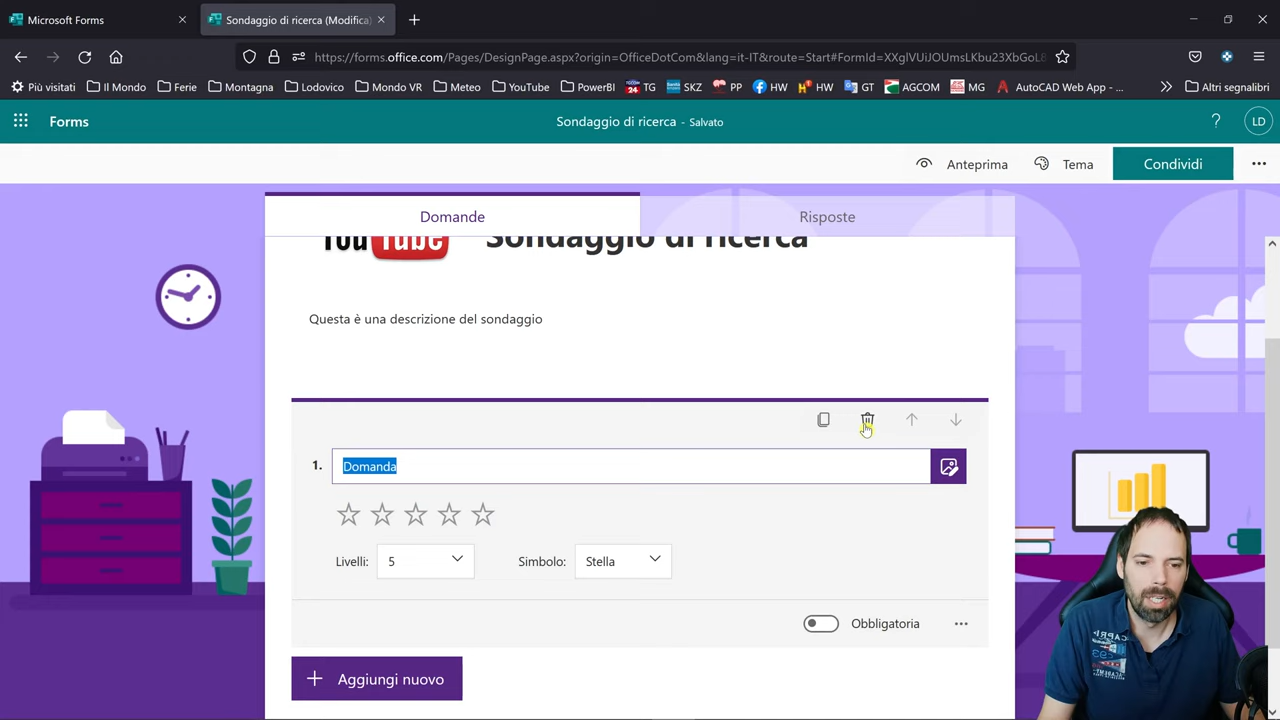 Microsoft Forms
Sondaggio di ricerca (Modifica)
https://forms.office.com/Pages/DesignPage.aspx?origin=OfficeDotCom&lang=it-IT&route=Start#FormId=XXglVUiJOUmsLKbu23XbGoL8
Più visitati
Il Mondo
Ferie
Montagna
Lodovico
Mondo VR
Meteo
YouTube
PowerBI
TG
SKZ
PP
HW
HW
GT
AGCOM
MG
AutoCAD Web App - ...
Altri segnalibri
Forms
Sondaggio di ricerca - Salvato
?
LD
Anteprima
Tema
Condividi
Domande
Risposte
YouTube
Sondaggio di ricerca
Questa è una descrizione del sondaggio
1.
Domanda
Livelli:
5
Simbolo:
Stella
Obbligatoria
Aggiungi nuovo